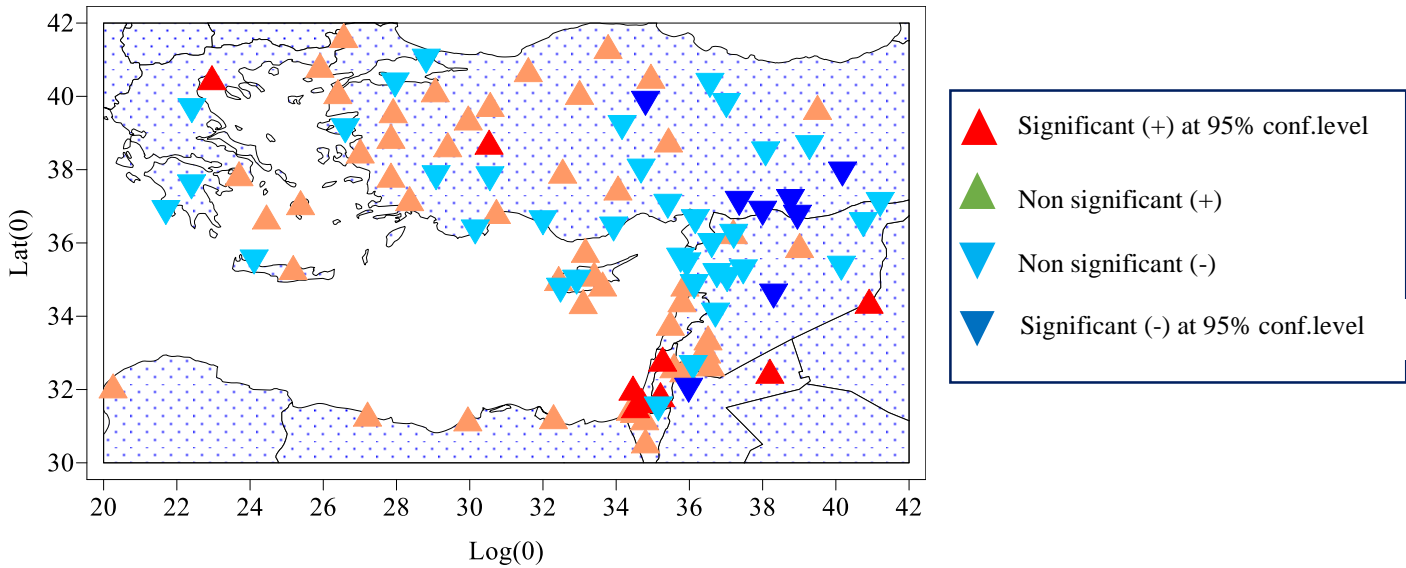 42
40
38
36
34
32
30
Lat(0)
20 22 24 26 28 30 32 34 36 38 40 42
Log(0)
Significant (+) at 95% conf.level
Non significant (+)
Non significant (-)
Significant (-) at 95% conf.level